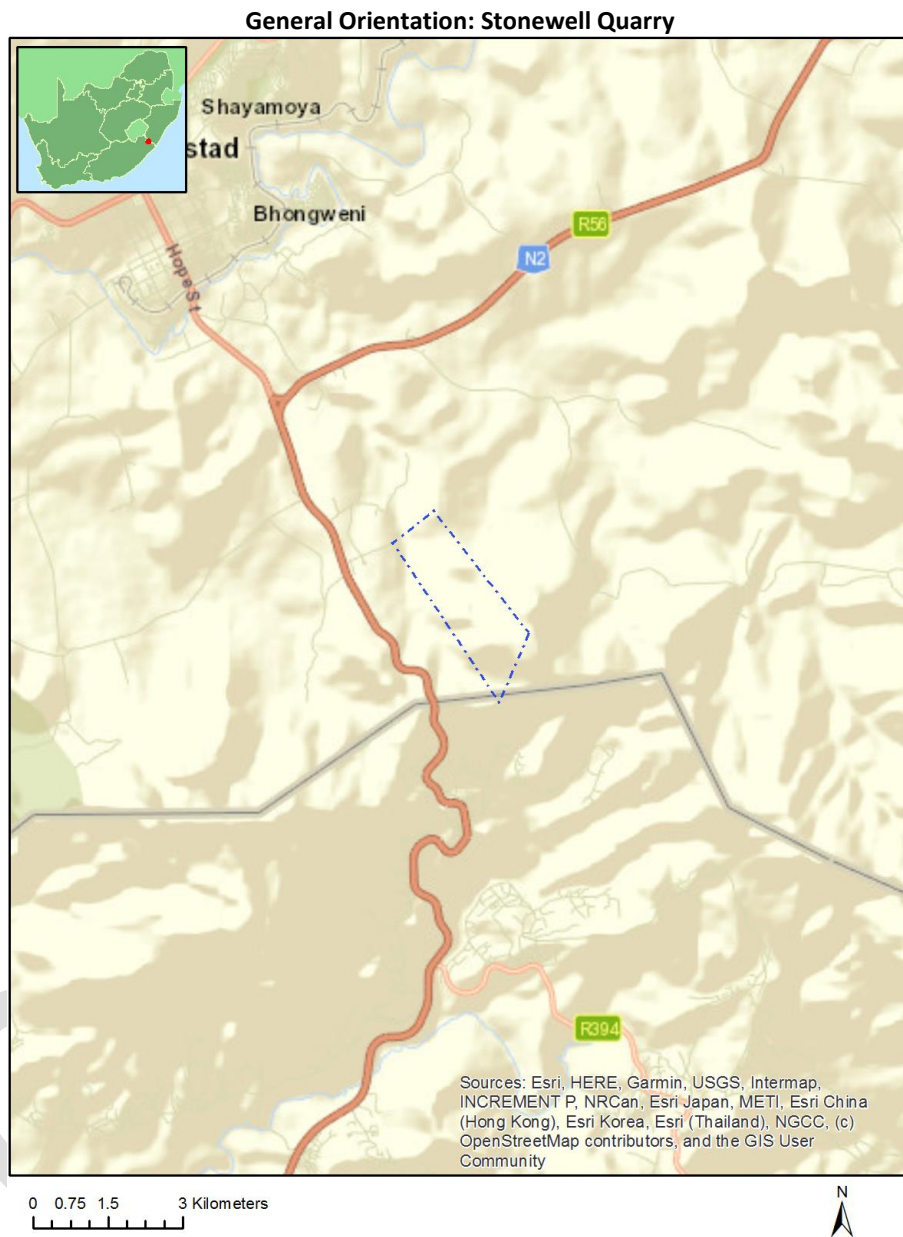 General Orientation: Stonewell Quarry
Shayamoya
stad
Bhongweni
R56
N2
Hope St
R394
Sources: Esri, HERE, Garmin, USGS, Intermap,
INCREMENT P, NRCan, Esri Japan, METI, Esri China
(Hong Kong), Esri Korea, Esri (Thailand), NGCC, (c)
OpenStreetMap contributors, and the GIS User
Community
0 0.75 1.5 3 Kilometers
N